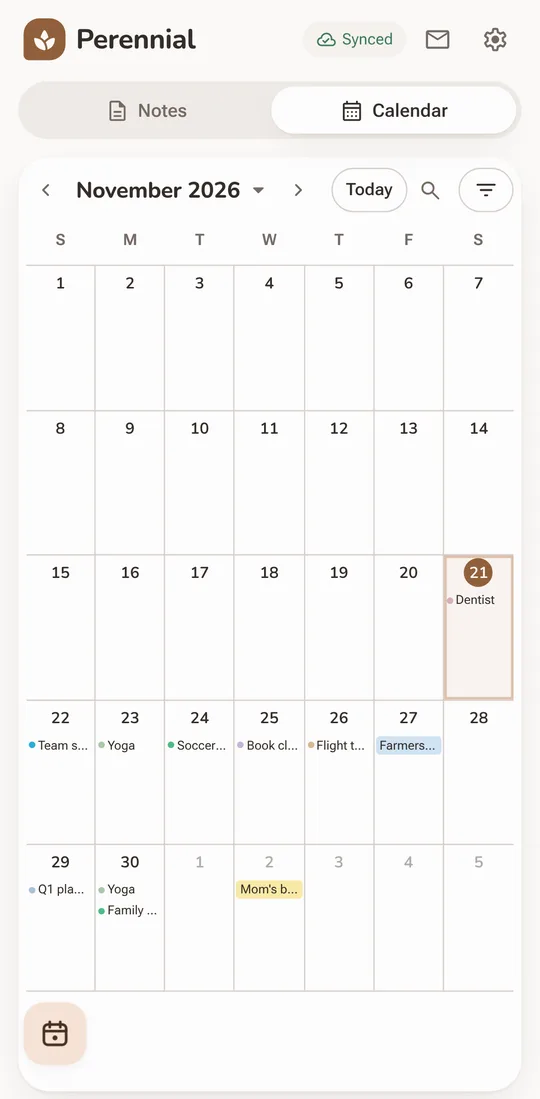 Perennial
Synced
Notes
Calendar
November 2026
Today
S M T W T F S
1 2 3 4 5 6 7
8 9 10 11 12 13 14
15 16 17 18 19 20 21
Dentist
22 23 24 25 26 27 28
Team s... Yoga Soccer... Book cl... Flight t... Farmers...
29 30 1 2 3 4 5
Q1 pla... Yoga Mom's b...
Family ...